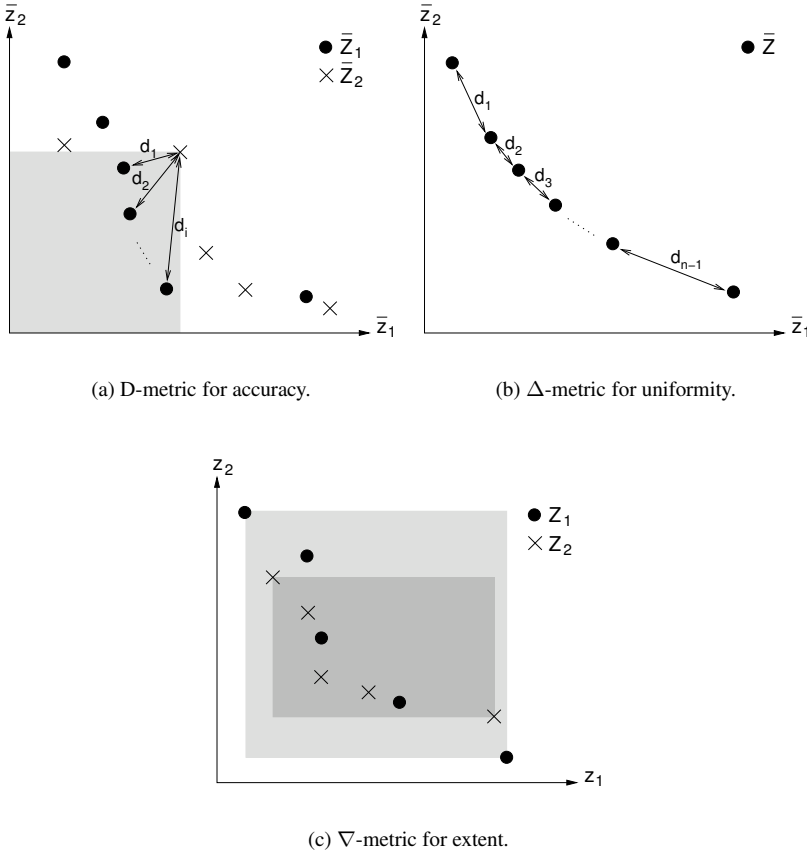 z̄₂
Z̄₁
Z̄₂
d₁
d₂
dᵢ
z̄₁
(a) D-metric for accuracy.
z̄₂
Z̄
d₁
d₂
d₃
dₙ₋₁
z̄₁
(b) Δ-metric for uniformity.
z₂
Z₁
Z₂
z₁
(c) ∇-metric for extent.